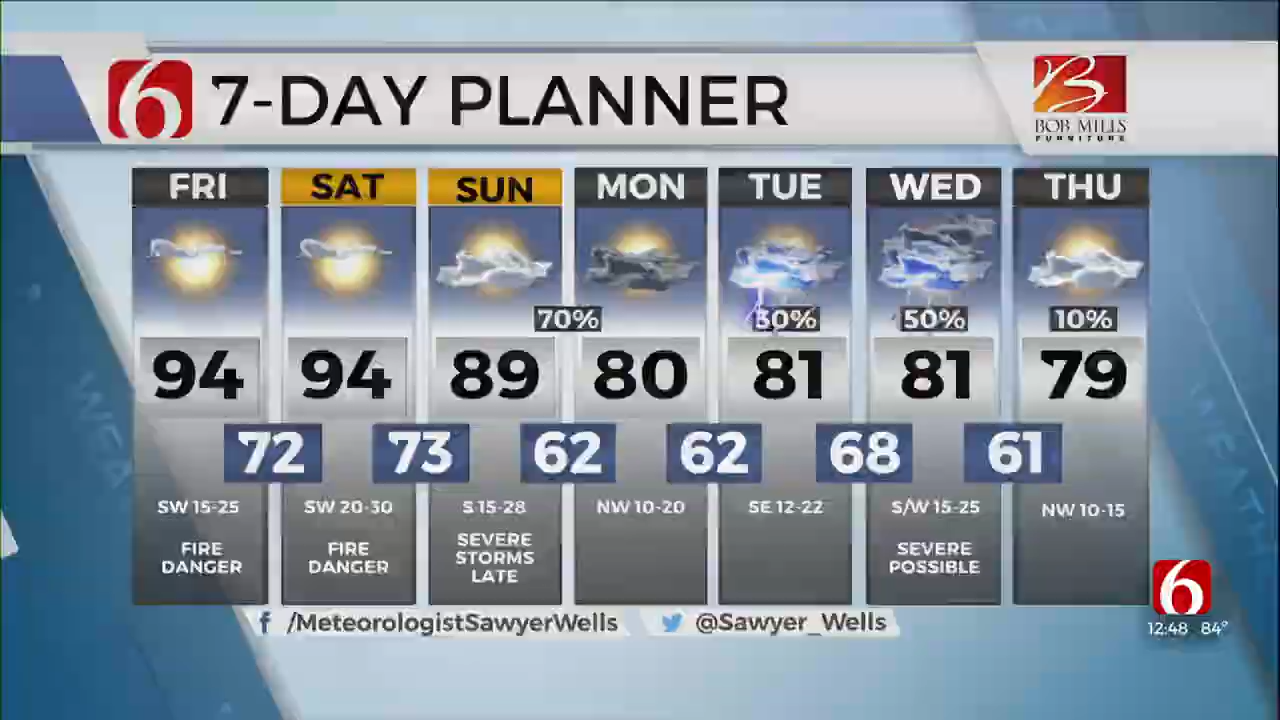 6 7-DAY PLANNER
B
BOB MILLS
FURNITURE
FRI SAT SUN MON TUE WED THU
70% 30% 50% 10%
94 94 89 80 81 81 79
72 73 62 62 68 61
SW 15-25 SW 20-30 S 15-28 NW 10-20 SE 12-22 S/W 15-25 NW 10-15
FIRE
DANGER
FIRE
DANGER
SEVERE
STORMS
LATE
SEVERE
POSSIBLE
f /MeteorologistSawyerWells @Sawyer_Wells
6
12:48 84°